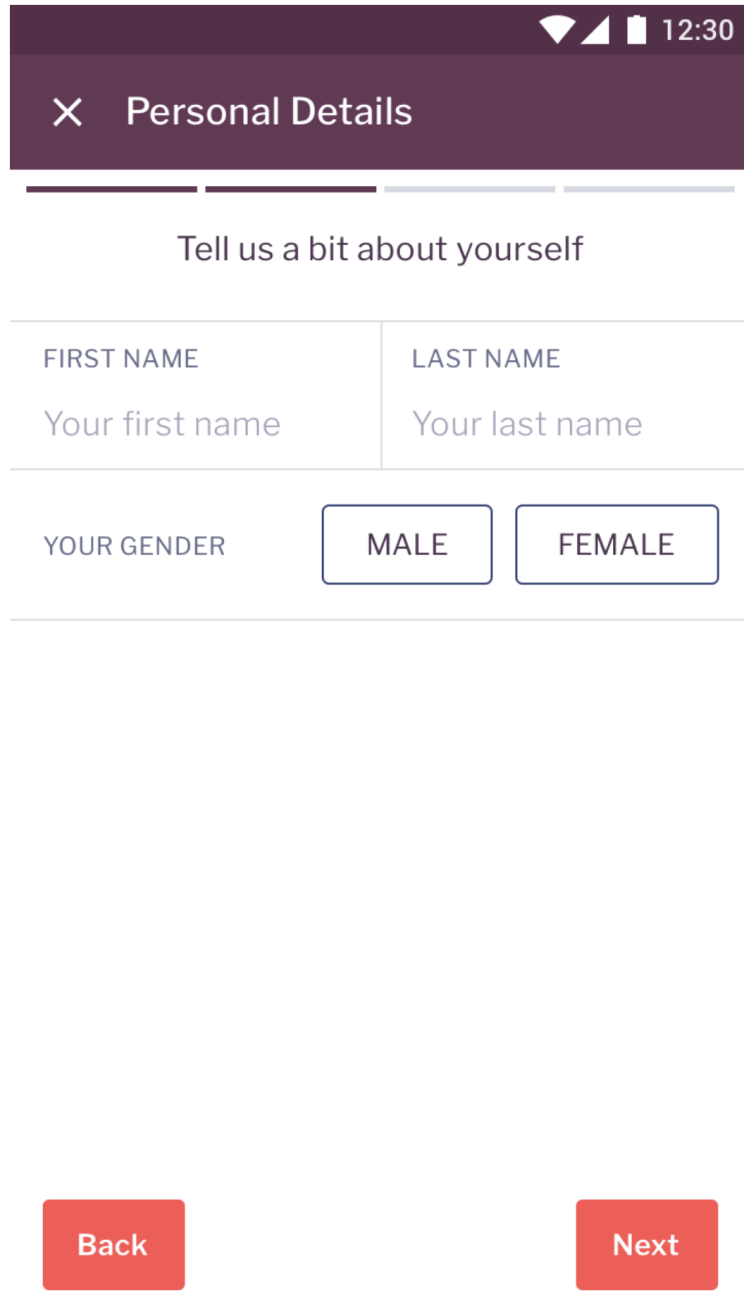 12:30
Personal Details
Tell us a bit about yourself
FIRST NAME LAST NAME
Your first name Your last name
YOUR GENDER MALE FEMALE
Back Next